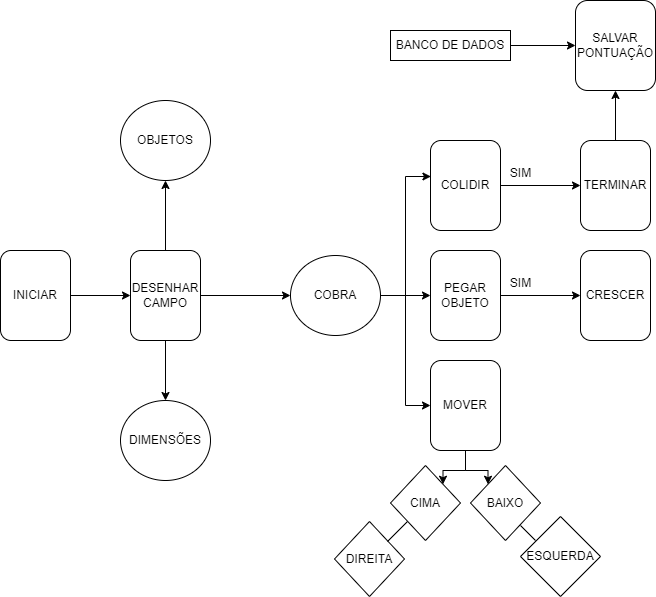 BANCO DE DADOS
SALVAR
PONTUAÇÃO
OBJETOS
COLIDIR
SIM
TERMINAR
INICIAR
DESENHAR
CAMPO
COBRA
PEGAR
OBJETO
SIM
CRESCER
DIMENSÕES
MOVER
CIMA
BAIXO
DIREITA
ESQUERDA